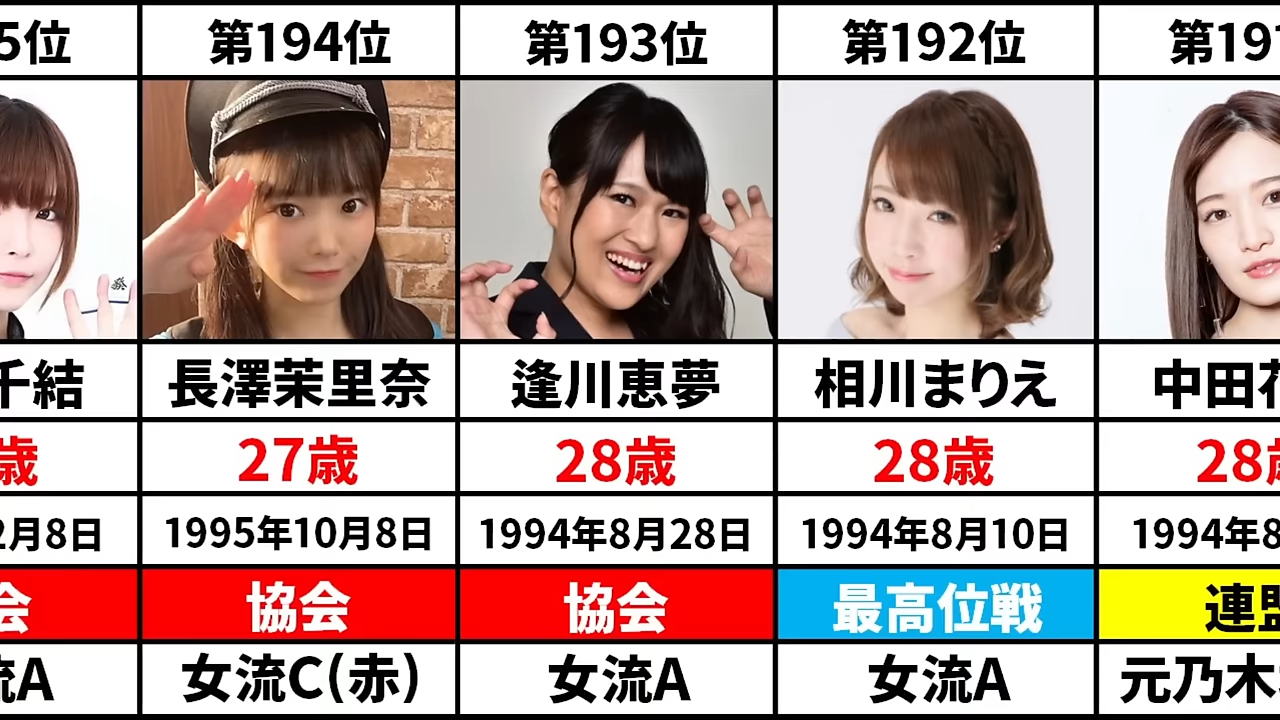 5位 第194位 第193位 第192位 第19
千結 長澤茉里奈 逢川恵夢 相川まりえ 中田
歳 27歳 28歳 28歳 28歳
2月8日 1995年10月8日 1994年8月28日 1994年8月10日 1994年8
会 協会 協会 最高位戦 連盟
流A 女流C(赤) 女流A 女流A 元乃木
發